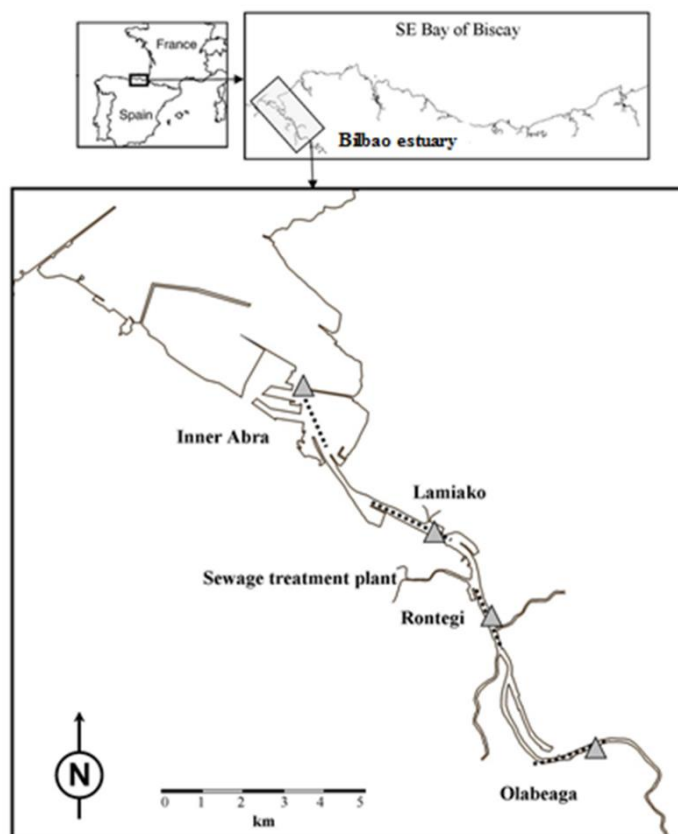 France
Spain
SE Bay of Biscay
Bilbao estuary
Inner Abra
Lamiako
Sewage treatment plant
Rontegi
N
Olabeaga
0 1 2 3 4 5
km